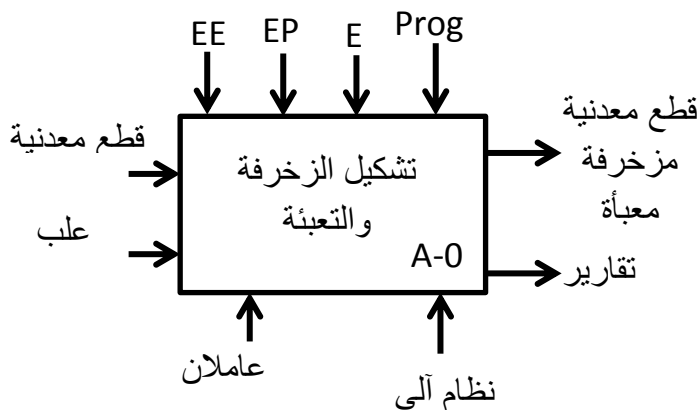 EE EP E Prog
قطع معدنية
علب
تشكيل الزخرفة
والتعبئة
A-0
قطع معدنية
مزخرفة
معبأة
تقارير
عاملان
نظام آلي